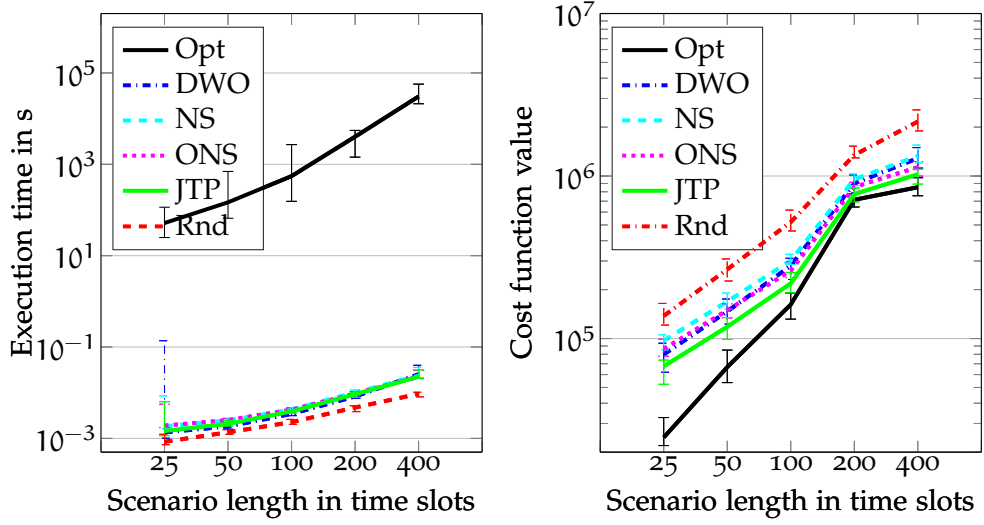 Execution time in s
10^5
10^3
10^1
10^−1
10^−3
Opt
DWO
NS
ONS
JTP
Rnd
25 50 100 200 400
Scenario length in time slots
Cost function value
10^7
10^6
10^5
Opt
DWO
NS
ONS
JTP
Rnd
25 50 100 200 400
Scenario length in time slots